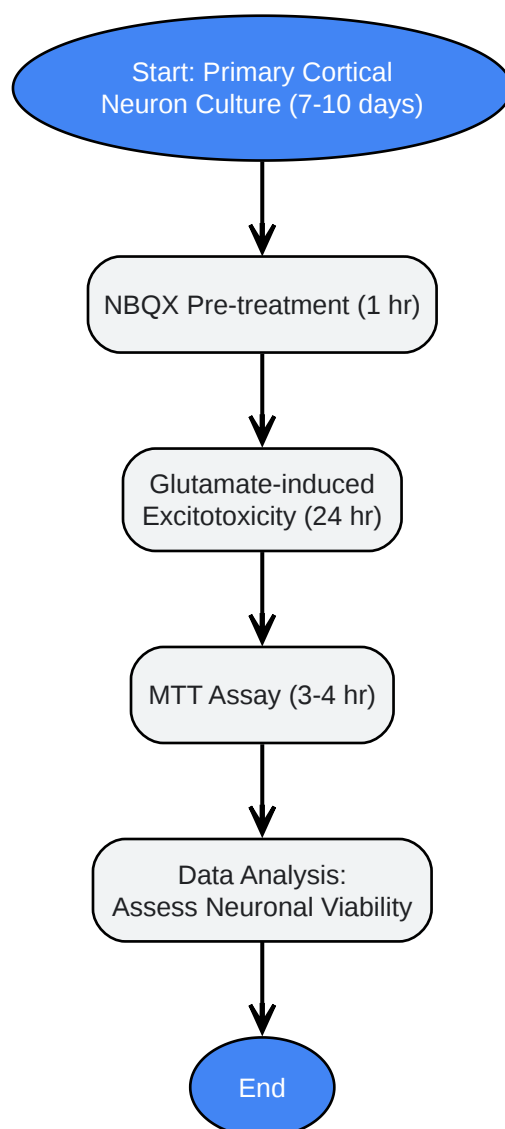 Start: Primary Cortical
Neuron Culture (7-10 days)
NBQX Pre-treatment (1 hr)
Glutamate-induced
Excitotoxicity (24 hr)
MTT Assay (3-4 hr)
Data Analysis:
Assess Neuronal Viability
End